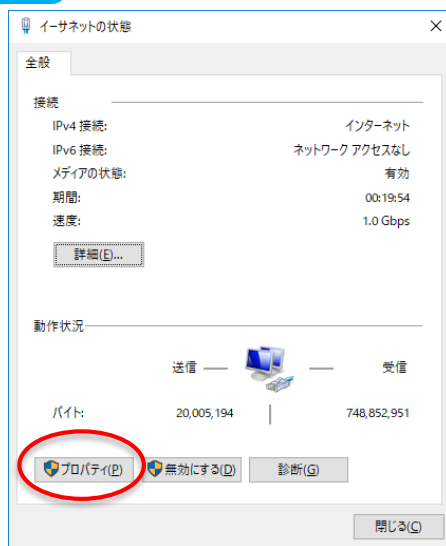 イーサネットの状態
全般
接続
IPv4 接続: インターネット
IPv6 接続: ネットワーク アクセスなし
メディアの状態: 有効
期間: 00:19:54
速度: 1.0 Gbps
詳細(E)...
動作状況
送信 受信
バイト: 20,005,194 748,852,951
プロパティ(P) 無効にする(D) 診断(G)
閉じる(C)